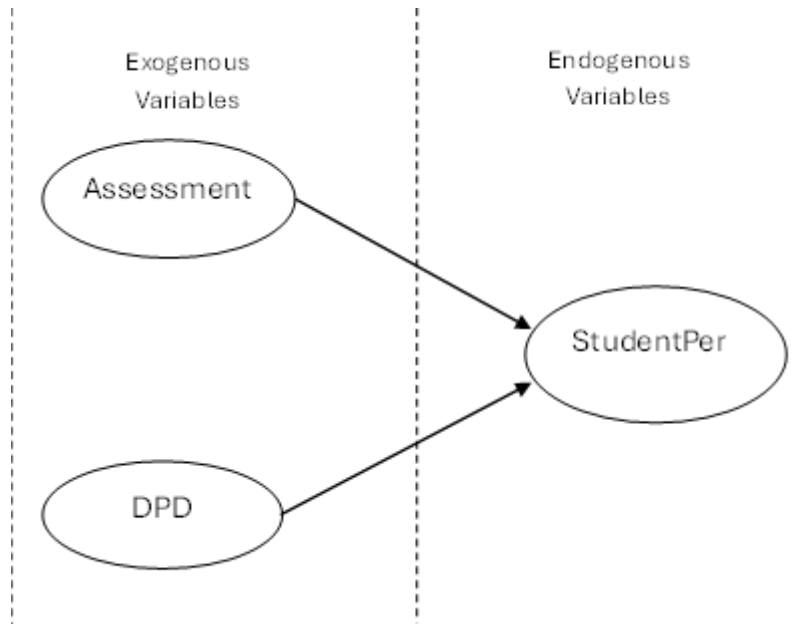 Exogenous
Variables
Endogenous
Variables
Assessment
StudentPer
DPD